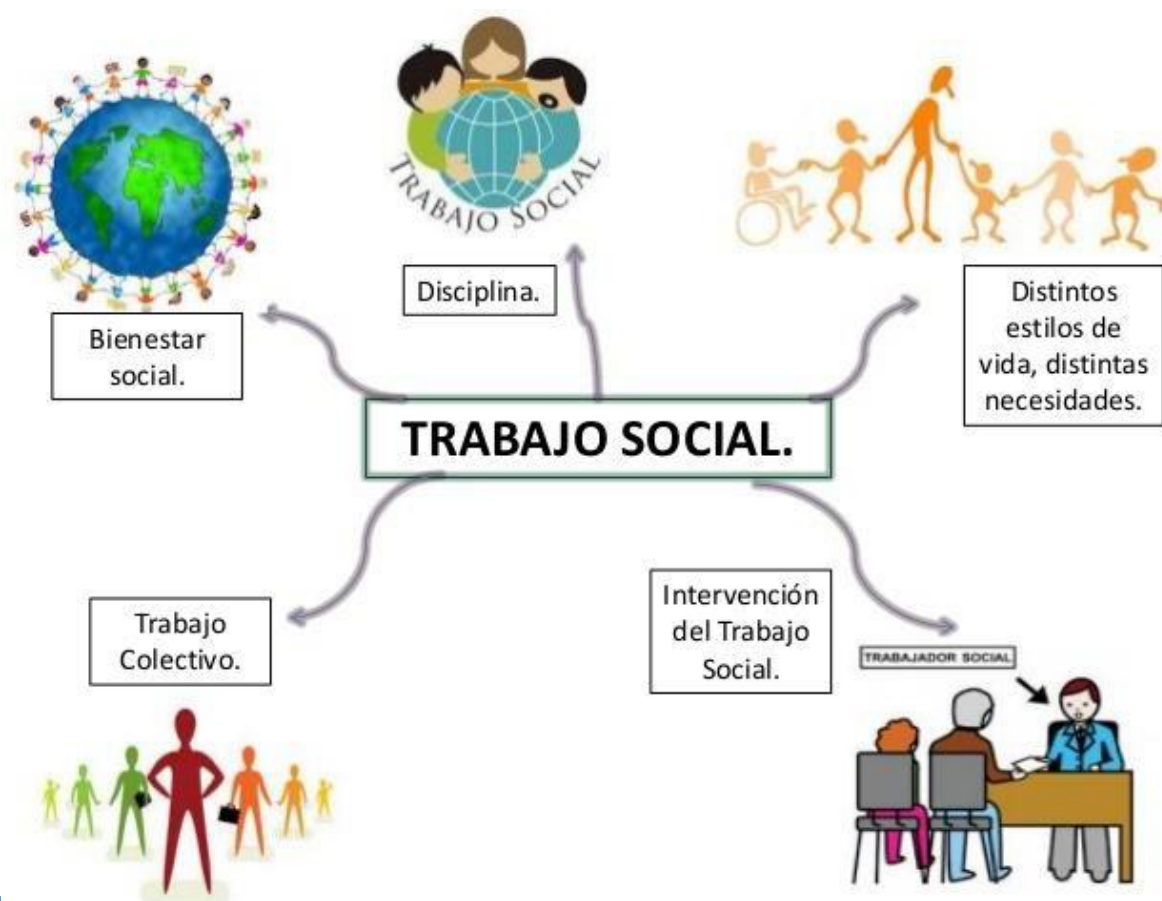 TRABAJO SOCIAL
Disciplina.
Bienestar
social.
Distintos
estilos de
vida, distintas
necesidades.
TRABAJO SOCIAL.
Trabajo
Colectivo.
Intervención
del Trabajo
Social.
TRABAJADOR SOCIAL